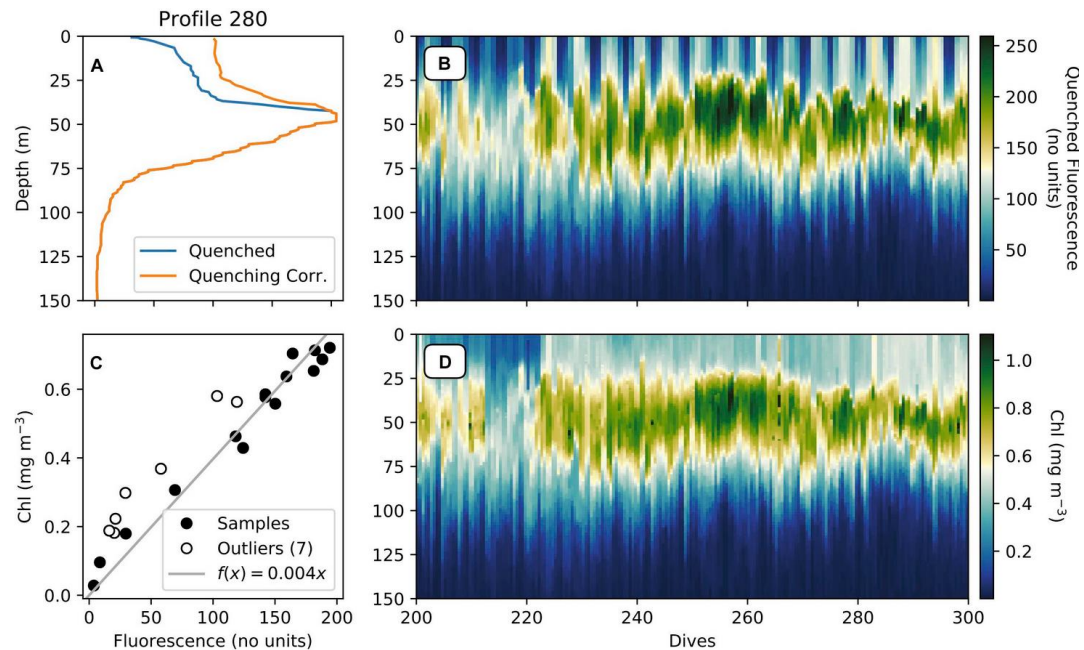 Profile 280
A
0
25
50
75
100
125
150
Depth (m)
Quenched
Quenching Corr.
B
0
25
50
75
100
125
150
250
200
150
100
50
Quenched Fluorescence
(no units)
C
0.6
0.4
0.2
0.0
Chl (mg m⁻³)
Samples
Outliers (7)
f(x) = 0.004x
0
50
100
150
200
Fluorescence (no units)
D
0
25
50
75
100
125
150
200
220
240
260
280
300
Dives
1.0
0.8
0.6
0.4
0.2
Chl (mg m⁻³)